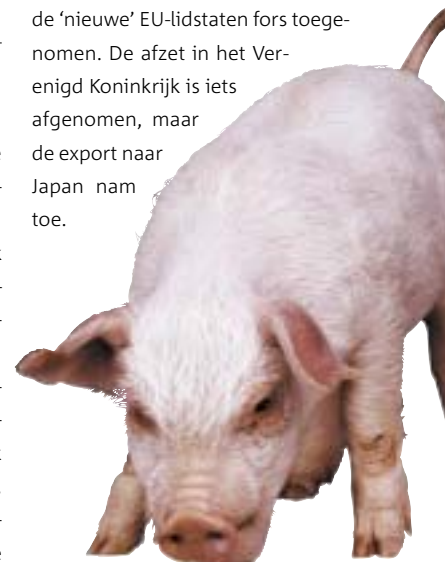 de ‘nieuwe’ EU-lidstaten fors toege-
nomen. De afzet in het Ver-
enigd Koninkrijk is iets
afgenomen, maar
de export naar
Japan nam
toe.